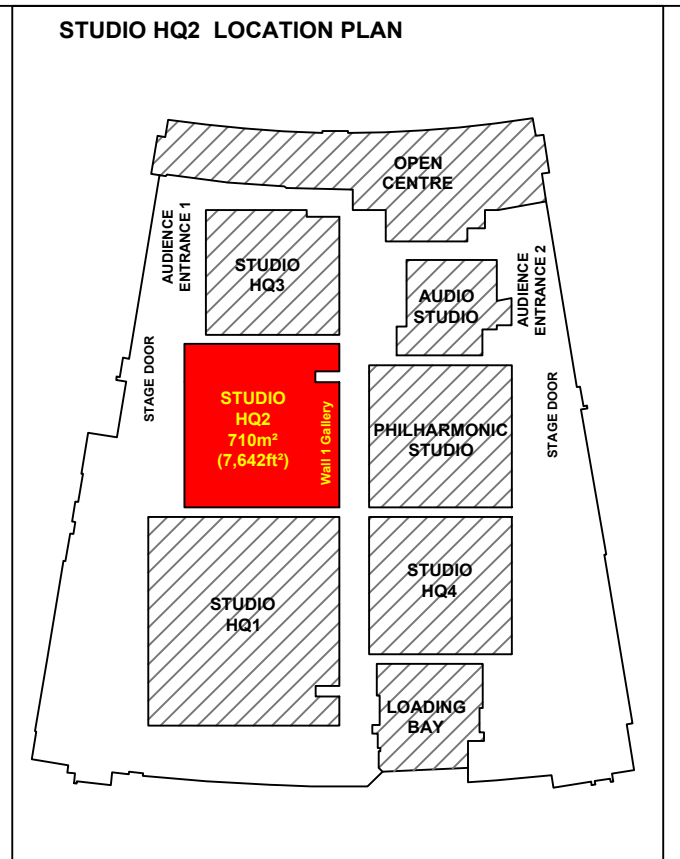 STUDIO HQ2 LOCATION PLAN
OPEN
CENTRE
AUDIENCE
ENTRANCE 1
STUDIO
HQ3
AUDIO
STUDIO
AUDIENCE
ENTRANCE 2
STAGE DOOR
STUDIO
HQ2
710m²
(7,642ft²)
Wall 1 Gallery
PHILHARMONIC
STUDIO
STAGE DOOR
STUDIO
HQ1
STUDIO
HQ4
LOADING
BAY